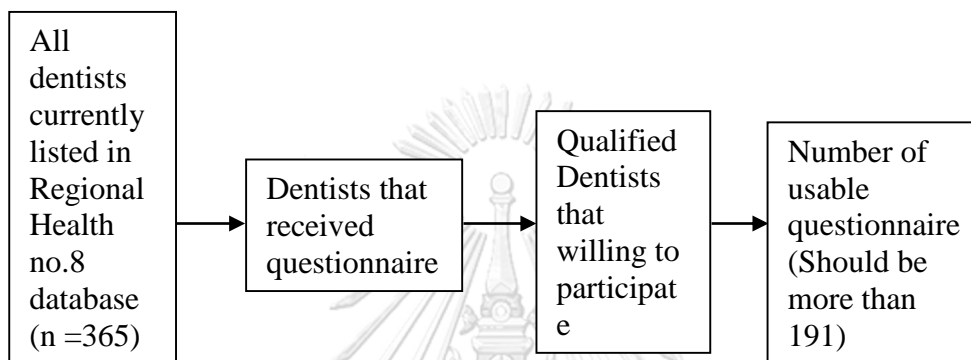 All
dentists
currently
listed in
Regional
Health
no.8
database
(n =365)
Dentists that
received
questionnaire
Qualified
Dentists
that
willing to
participat
e
Number of
usable
questionnaire
(Should be
more than
191)